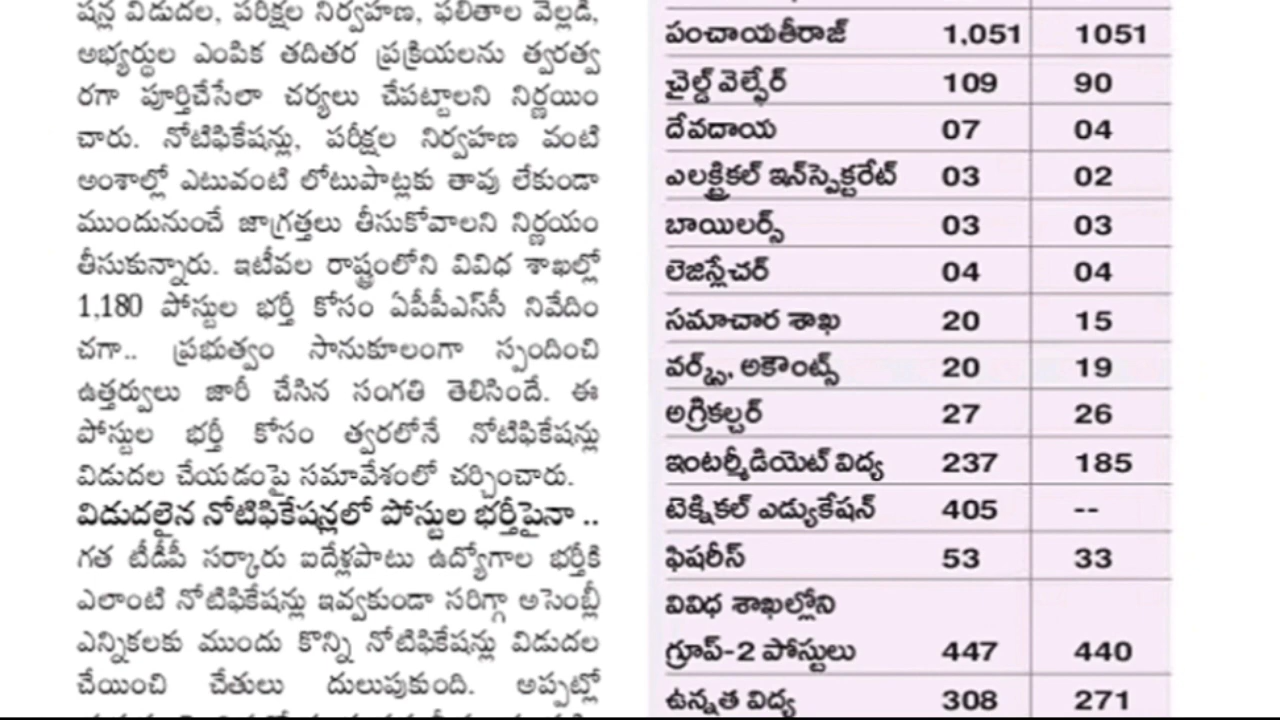 షన్ల విడుదల, పరీక్షల నిర్వహణ, ఫలితాల వెల్లడి,
అభ్యర్థుల ఎంపిక తదితర ప్రక్రియలను త్వరత్వ
రగా పూర్తిచేసేలా చర్యలు చేపట్టాలని నిర్ణయిం
చారు. నోటిఫికేషన్లు, పరీక్షల నిర్వహణ వంటి
అంశాల్లో ఎటువంటి లోటుపాట్లకు తావు లేకుండా
ముందునుంచే జాగ్రత్తలు తీసుకోవాలని నిర్ణయం
తీసుకున్నారు. ఇటీవల రాష్ట్రంలోని వివిధ శాఖల్లో
1,180 పోస్టుల భర్తీ కోసం ఏపీపీఎస్‌సీ నివేదిం
చగా.. ప్రభుత్వం సానుకూలంగా స్పందించి
ఉత్తర్వులు జారీ చేసిన సంగతి తెలిసిందే. ఈ
పోస్టుల భర్తీ కోసం త్వరలోనే నోటిఫికేషన్లు
విడుదల చేయడంపై సమావేశంలో చర్చించారు.
విడుదలైన నోటిఫికేషన్లలో పోస్టుల భర్తీపైనా ..
గత టీడీపీ సర్కారు ఐదేళ్లపాటు ఉద్యోగాల భర్తీకి
ఎలాంటి నోటిఫికేషన్లు ఇవ్వకుండా సరిగ్గా అసెంబ్లీ
ఎన్నికలకు ముందు కొన్ని నోటిఫికేషన్లు విడుదల
చేయించి చేతులు దులుపుకుంది. అప్పట్లో
పంచాయతీరాజ్ 1,051 1051
చైల్డ్ వెల్ఫేర్ 109 90
దేవదాయ 07 04
ఎలక్ట్రికల్ ఇన్‌స్పెక్టరేట్ 03 02
బాయిలర్స్ 03 03
లెజిస్లేచర్ 04 04
సమాచార శాఖ 20 15
వర్క్స్, అకౌంట్స్ 20 19
అగ్రికల్చర్ 27 26
ఇంటర్మీడియెట్ విద్య 237 185
టెక్నికల్ ఎడ్యుకేషన్ 405 --
ఫిషరీస్ 53 33
వివిధ శాఖల్లోని
గ్రూప్-2 పోస్టులు 447 440
ఉన్నత విద్య 308 271